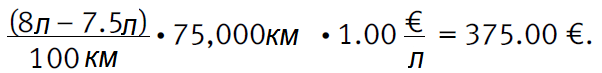 (8л – 7.5л)/100 км • 75,000км • 1.00 €/л = 375.00 €.